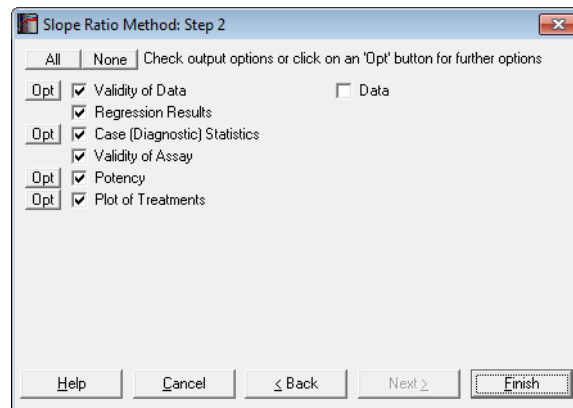 Slope Ratio Method: Step 2
All None Check output options or click on an 'Opt' button for further options
Opt Validity of Data Data
Regression Results
Opt Case (Diagnostic) Statistics
Validity of Assay
Opt Potency
Opt Plot of Treatments
Help Cancel < Back Next > Finish